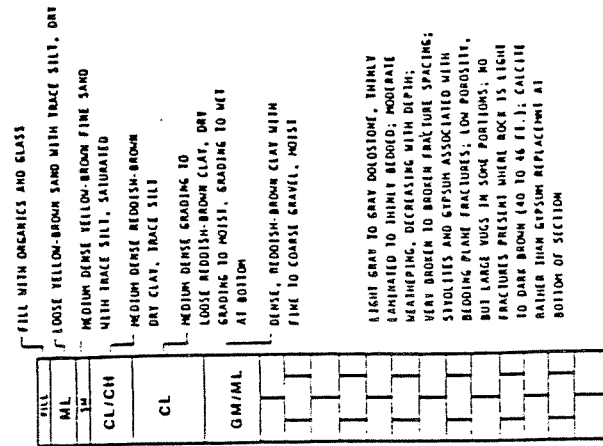 FILL WITH ORGANICS AND GLASS
LOOSE YELLOW-BROWN SAND WITH TRACE SILT, DRY
MEDIUM DENSE YELLOW-BROWN FINE SAND
WITH TRACE SILT, SATURATED
MEDIUM DENSE REDDISH-BROWN
DRY CLAY, TRACE SILT
MEDIUM DENSE GRADING TO
LOOSE REDDISH-BROWN CLAY, DRY
GRADING TO MOIST, GRADING TO WET
AT BOTTOM
DENSE, REDDISH-BROWN CLAY WITH
FINE TO COARSE GRAVEL, MOIST
LIGHT GRAY TO GRAY DOLOSTONE, THINLY
LAMINATED TO THINLY BEDDED; MODERATE
WEATHERING, DECREASING WITH DEPTH;
VERY BROKEN TO BROKEN FRACTURE SPACING;
STYOLITES AND GYPSUM ASSOCIATED WITH
BEDDING PLANE FRACTURES; LOW POROSITY,
BUT LARGE VUGS IN SOME PORTIONS; NO
FRACTURES PRESENT WHERE ROCK IS LIGHT
TO DARK BROWN (40 TO 46 FT.); CALCITE
RATHER THAN GYPSUM REPLACEMENT AT
BOTTOM OF SECTION
FILL
ML
SM
CL/CH
CL
GM/ML